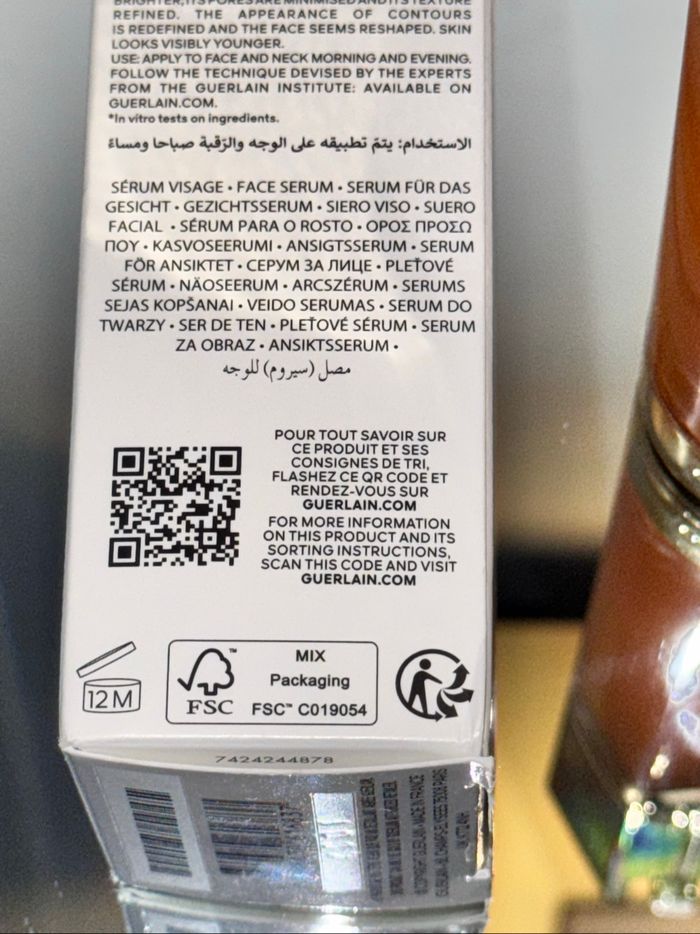 BRIGHTER, ITS PORES ARE MINIMISED AND ITS TEXTURE
REFINED. THE APPEARANCE OF CONTOURS
IS REDEFINED AND THE FACE SEEMS RESHAPED. SKIN
LOOKS VISIBLY YOUNGER.
USE: APPLY TO FACE AND NECK MORNING AND EVENING.
FOLLOW THE TECHNIQUE DEVISED BY THE EXPERTS
FROM THE GUERLAIN INSTITUTE: AVAILABLE ON
GUERLAIN.COM.
*In vitro tests on ingredients.
الاستخدام: يتمّ تطبيقه على الوجه والرّقبة صباحا ومساءً
SÉRUM VISAGE • FACE SERUM • SERUM FÜR DAS
GESICHT • GEZICHTSSERUM • SIERO VISO • SUERO
FACIAL • SÉRUM PARA O ROSTO • ΟΡΟΣ ΠΡΟΣΩ
ΠΟΥ • KASVOSEERUMI • ANSIGTSSERUM • SERUM
FÖR ANSIKTET • СЕРУМ ЗА ЛИЦЕ • PLEŤOVÉ
SÉRUM • NÄOSEERUM • ARCSZÉRUM • SERUMS
SEJAS KOPŠANAI • VEIDO SERUMAS • SERUM DO
TWARZY • SER DE TEN • PLEŤOVÉ SÉRUM • SERUM
ZA OBRAZ • ANSIKTSSERUM •
مصل (سيروم) للوجه
POUR TOUT SAVOIR SUR
CE PRODUIT ET SES
CONSIGNES DE TRI,
FLASHEZ CE QR CODE ET
RENDEZ-VOUS SUR
GUERLAIN.COM
FOR MORE INFORMATION
ON THIS PRODUCT AND ITS
SORTING INSTRUCTIONS,
SCAN THIS CODE AND VISIT
GUERLAIN.COM
12 M
FSC
MIX
Packaging
FSC™ C019054
7424244878